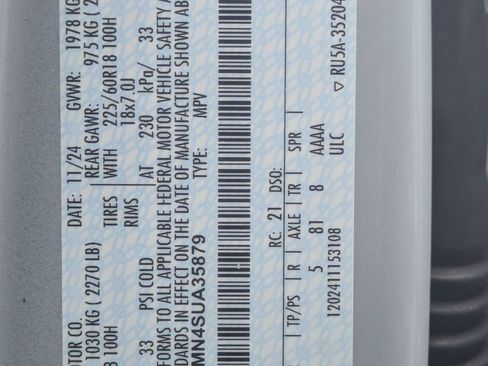 OTOR CO. DATE: 11/24 GVWR: 1978 KG
1030 KG ( 2270 LB) REAR GAWR: 975 KG ( 2
8 100H TIRES WITH 225/60R18 100H
RIMS 18x7.0J
33 PSI COLD AT 230 kPa/ 33
FORMS TO ALL APPLICABLE FEDERAL MOTOR VEHICLE SAFETY AN
DARDS IN EFFECT ON THE DATE OF MANUFACTURE SHOWN ABO
MN4SUA35879 TYPE: MPV
RC: 21 DSO:
TP/PS R AXLE TR SPR
5 81 8 AAAA
1202411153108 ULC ▽ RU5A-35204